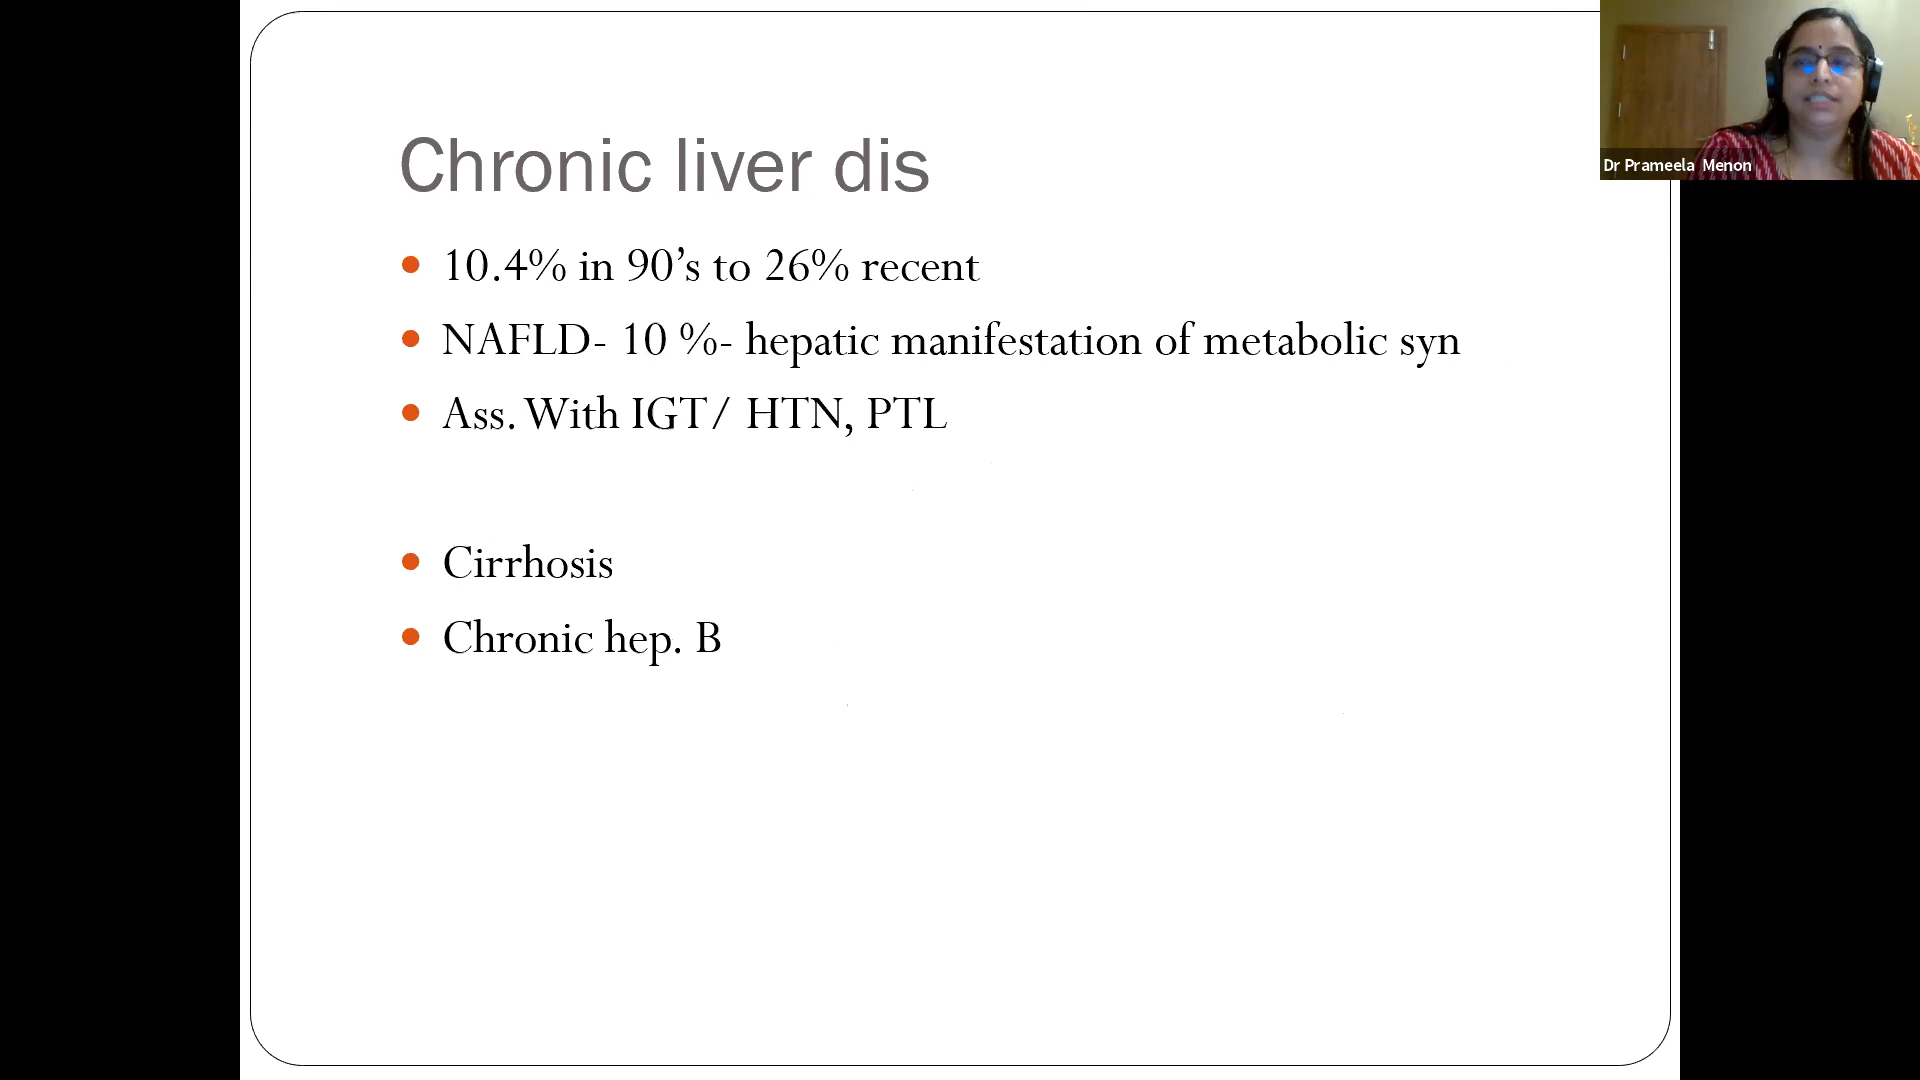 Chronic liver dis
10.4% in 90’s to 26% recent
NAFLD- 10 %- hepatic manifestation of metabolic syn
Ass. With IGT/ HTN, PTL
Cirrhosis
Chronic hep. B
Dr Prameela Menon